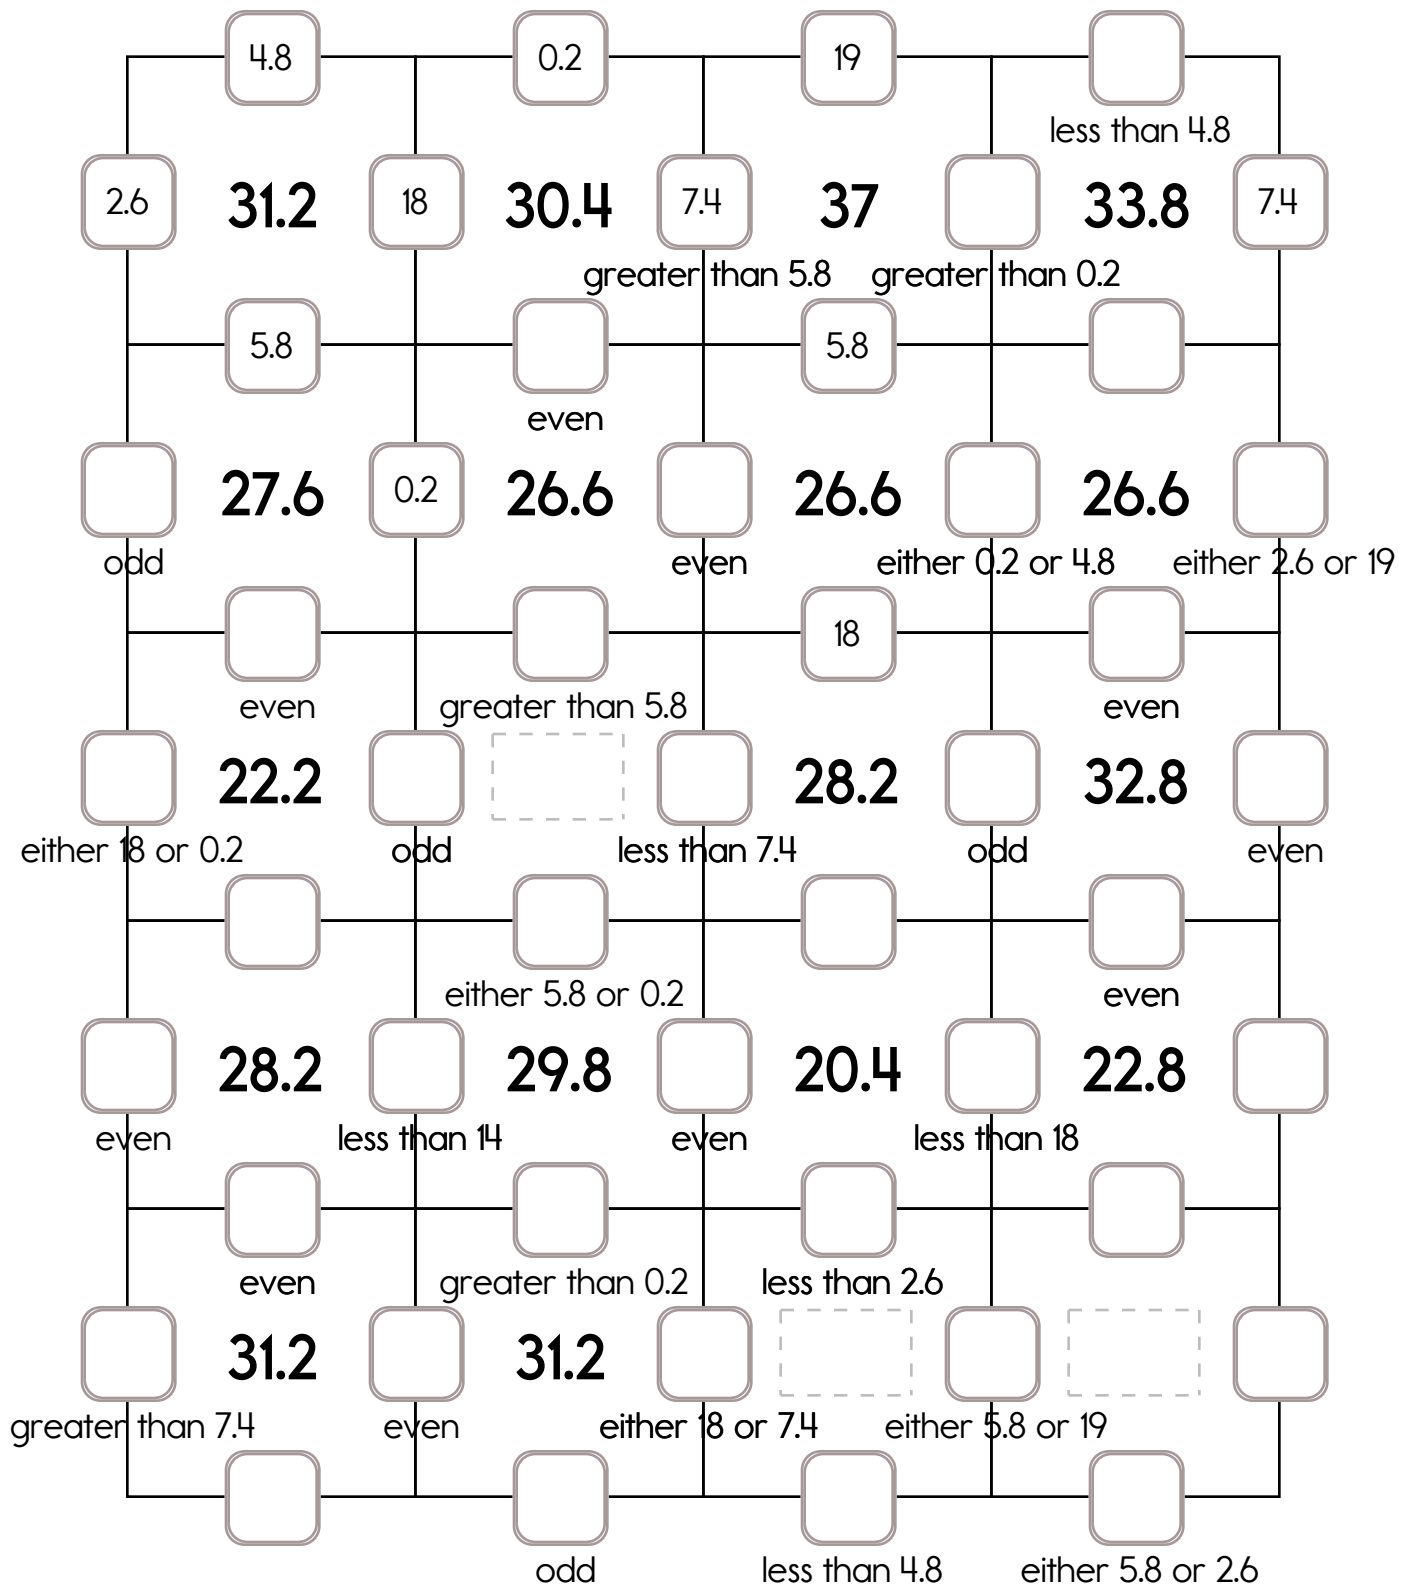 4.8 0.2 19
less than 4.8
2.6 31.2 18 30.4 7.4 37 33.8 7.4
greater than 5.8 greater than 0.2
5.8 5.8
even
27.6 0.2 26.6 26.6 26.6
odd even either 0.2 or 4.8 either 2.6 or 19
18
even greater than 5.8 even
22.2 28.2 32.8
either 18 or 0.2 odd less than 7.4 odd even
either 5.8 or 0.2 even
28.2 29.8 20.4 22.8
even less than 14 even less than 18
even greater than 0.2 less than 2.6
31.2 31.2
greater than 7.4 even either 18 or 7.4 either 5.8 or 19
odd less than 4.8 either 5.8 or 2.6